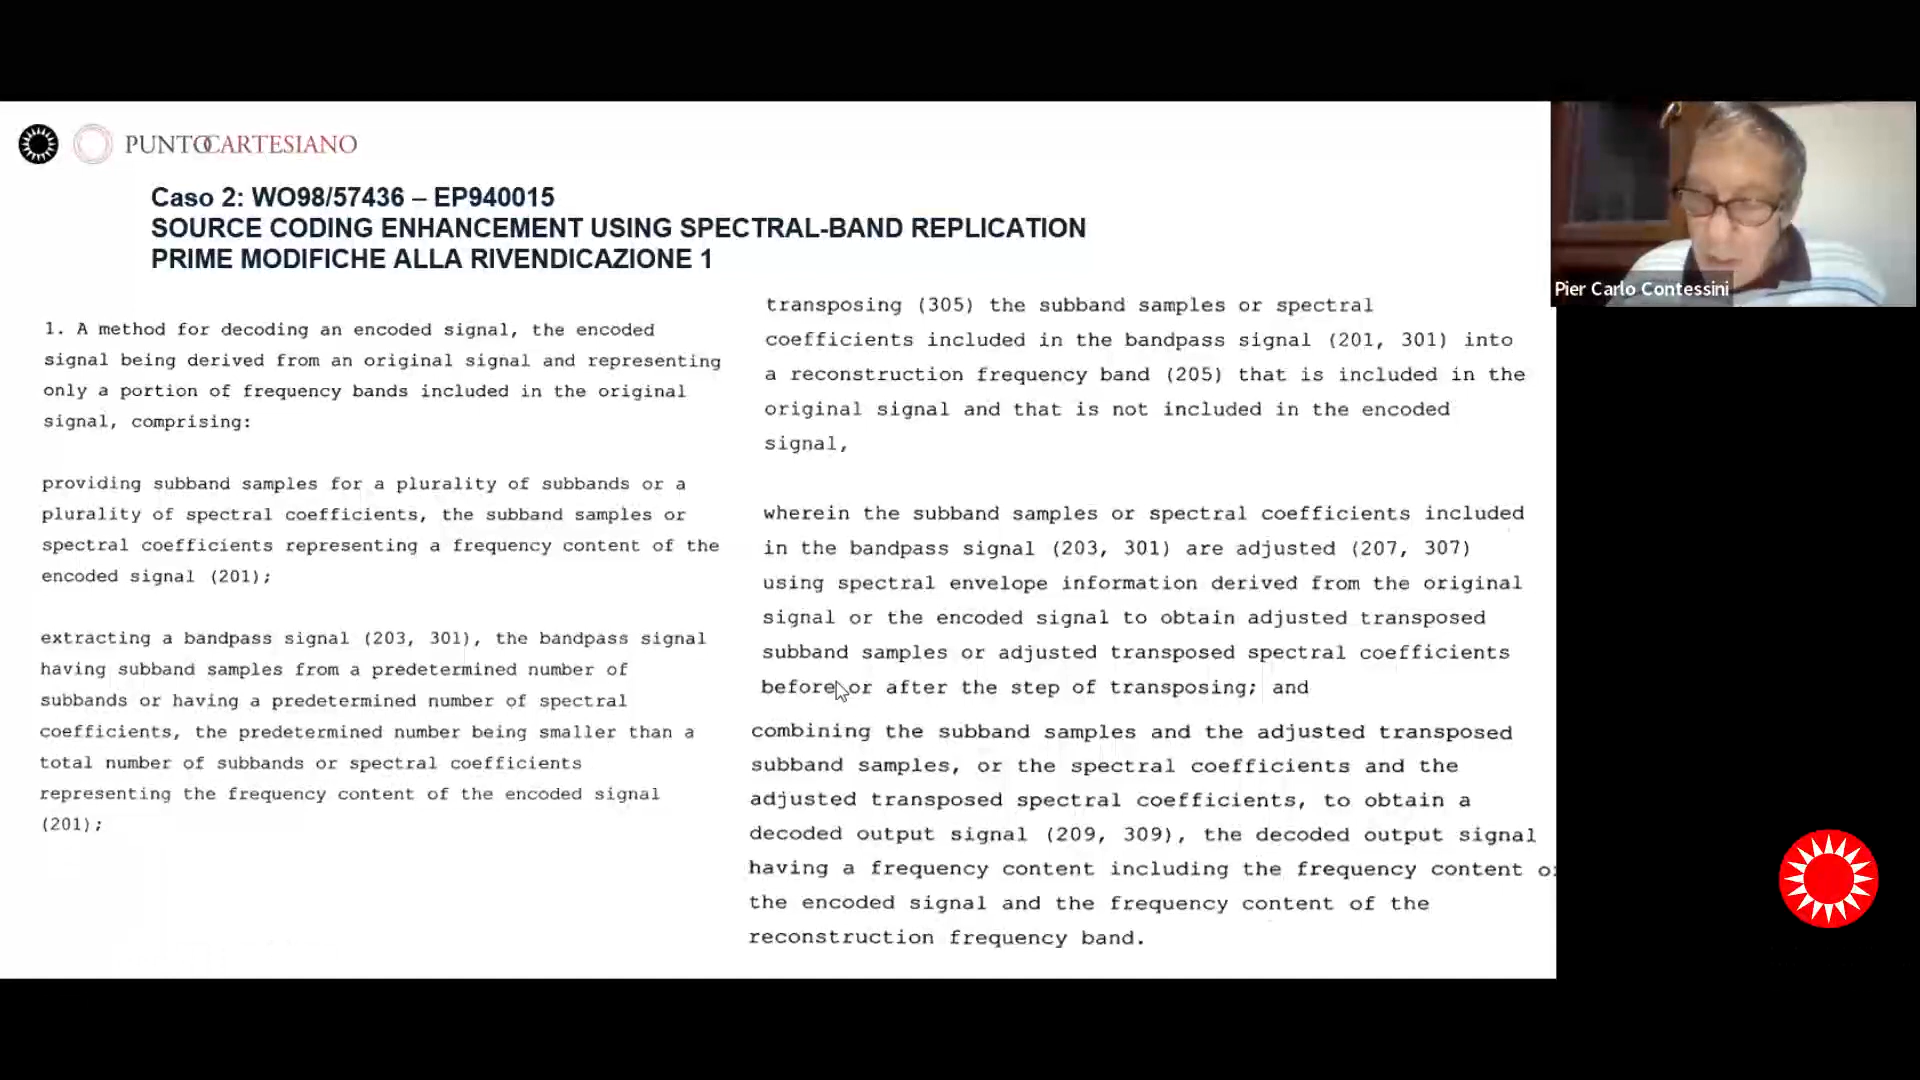 PUNTOCARTESIANO
Caso 2: WO98/57436 – EP940015
SOURCE CODING ENHANCEMENT USING SPECTRAL-BAND REPLICATION
PRIME MODIFICHE ALLA RIVENDICAZIONE 1
1. A method for decoding an encoded signal, the encoded
signal being derived from an original signal and representing
only a portion of frequency bands included in the original
signal, comprising:
providing subband samples for a plurality of subbands or a
plurality of spectral coefficients, the subband samples or
spectral coefficients representing a frequency content of the
encoded signal (201);
extracting a bandpass signal (203, 301), the bandpass signal
having subband samples from a predetermined number of
subbands or having a predetermined number of spectral
coefficients, the predetermined number being smaller than a
total number of subbands or spectral coefficients
representing the frequency content of the encoded signal
(201);
transposing (305) the subband samples or spectral
coefficients included in the bandpass signal (201, 301) into
a reconstruction frequency band (205) that is included in the
original signal and that is not included in the encoded
signal,
wherein the subband samples or spectral coefficients included
in the bandpass signal (203, 301) are adjusted (207, 307)
using spectral envelope information derived from the original
signal or the encoded signal to obtain adjusted transposed
subband samples or adjusted transposed spectral coefficients
before or after the step of transposing; and
combining the subband samples and the adjusted transposed
subband samples, or the spectral coefficients and the
adjusted transposed spectral coefficients, to obtain a
decoded output signal (209, 309), the decoded output signal
having a frequency content including the frequency content
the encoded signal and the frequency content of the
reconstruction frequency band.
Pier Carlo Contessini